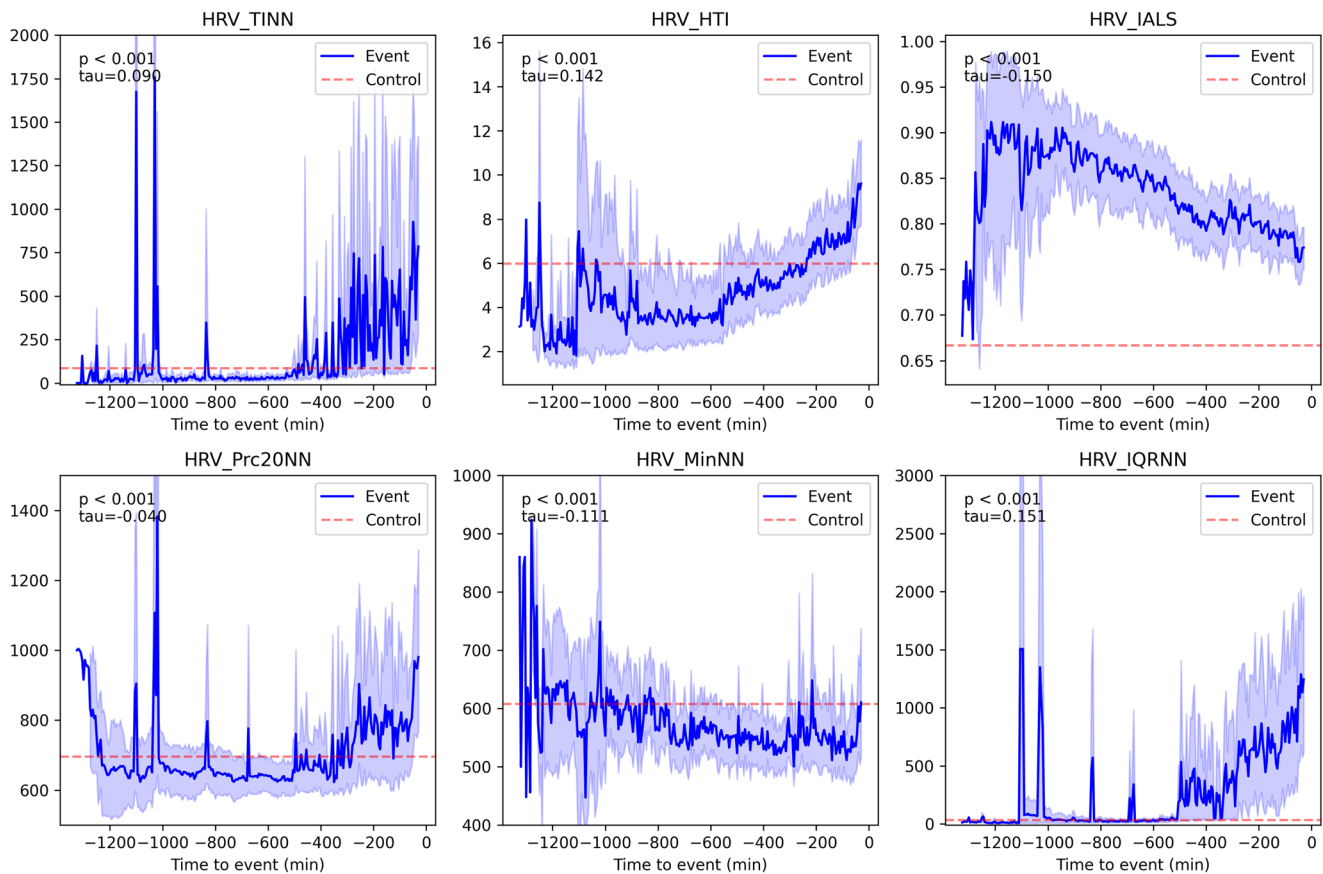 HRV_TINN
p < 0.001
tau=0.090
Event
Control
2000
1750
1500
1250
1000
750
500
250
0
−1200 −1000 −800 −600 −400 −200 0
Time to event (min)
HRV_HTI
p < 0.001
tau=0.142
Event
Control
16
14
12
10
8
6
4
2
−1200 −1000 −800 −600 −400 −200 0
Time to event (min)
HRV_IALS
p < 0.001
tau=-0.150
Event
Control
1.00
0.95
0.90
0.85
0.80
0.75
0.70
0.65
−1200 −1000 −800 −600 −400 −200 0
Time to event (min)
HRV_Prc20NN
p < 0.001
tau=-0.040
Event
Control
1400
1200
1000
800
600
−1200 −1000 −800 −600 −400 −200 0
Time to event (min)
HRV_MinNN
p < 0.001
tau=-0.111
Event
Control
1000
900
800
700
600
500
400
−1200 −1000 −800 −600 −400 −200 0
Time to event (min)
HRV_IQRNN
p < 0.001
tau=0.151
Event
Control
3000
2500
2000
1500
1000
500
0
−1200 −1000 −800 −600 −400 −200 0
Time to event (min)